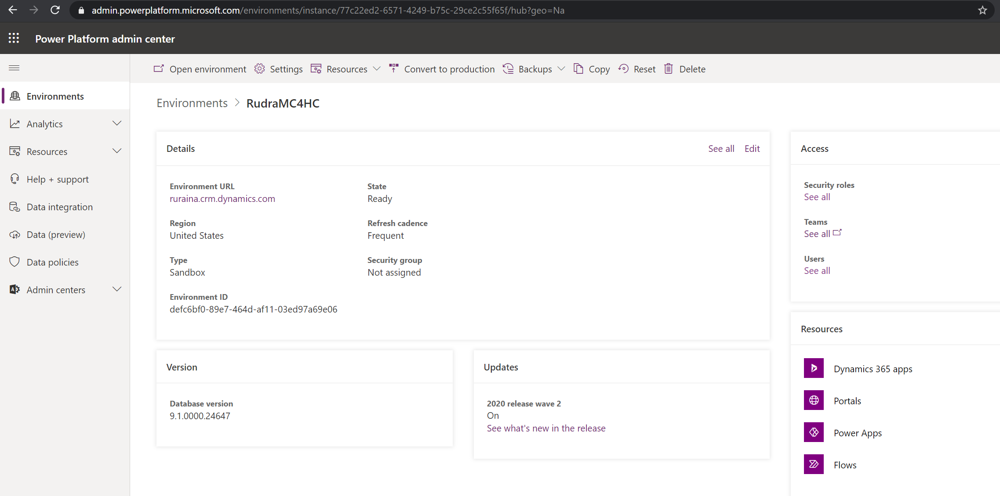 admin.powerplatform.microsoft.com/environments/instance/77c22ed2-6571-4249-b75c-29ce2c55f65f/hub?geo=Na
Power Platform admin center
Open environment Settings Resources Convert to production Backups Copy Reset Delete
Environments
Analytics
Resources
Help + support
Data integration
Data (preview)
Data policies
Admin centers
Environments > RudraMC4HC
Details See all Edit
Environment URL
ruraina.crm.dynamics.com
State
Ready
Region
United States
Refresh cadence
Frequent
Type
Sandbox
Security group
Not assigned
Environment ID
defc6bf0-89e7-464d-af11-03ed97a69e06
Version
Database version
9.1.0000.24647
Updates
2020 release wave 2
On
See what's new in the release
Access
Security roles
See all
Teams
See all
Users
See all
Resources
Dynamics 365 apps
Portals
Power Apps
Flows